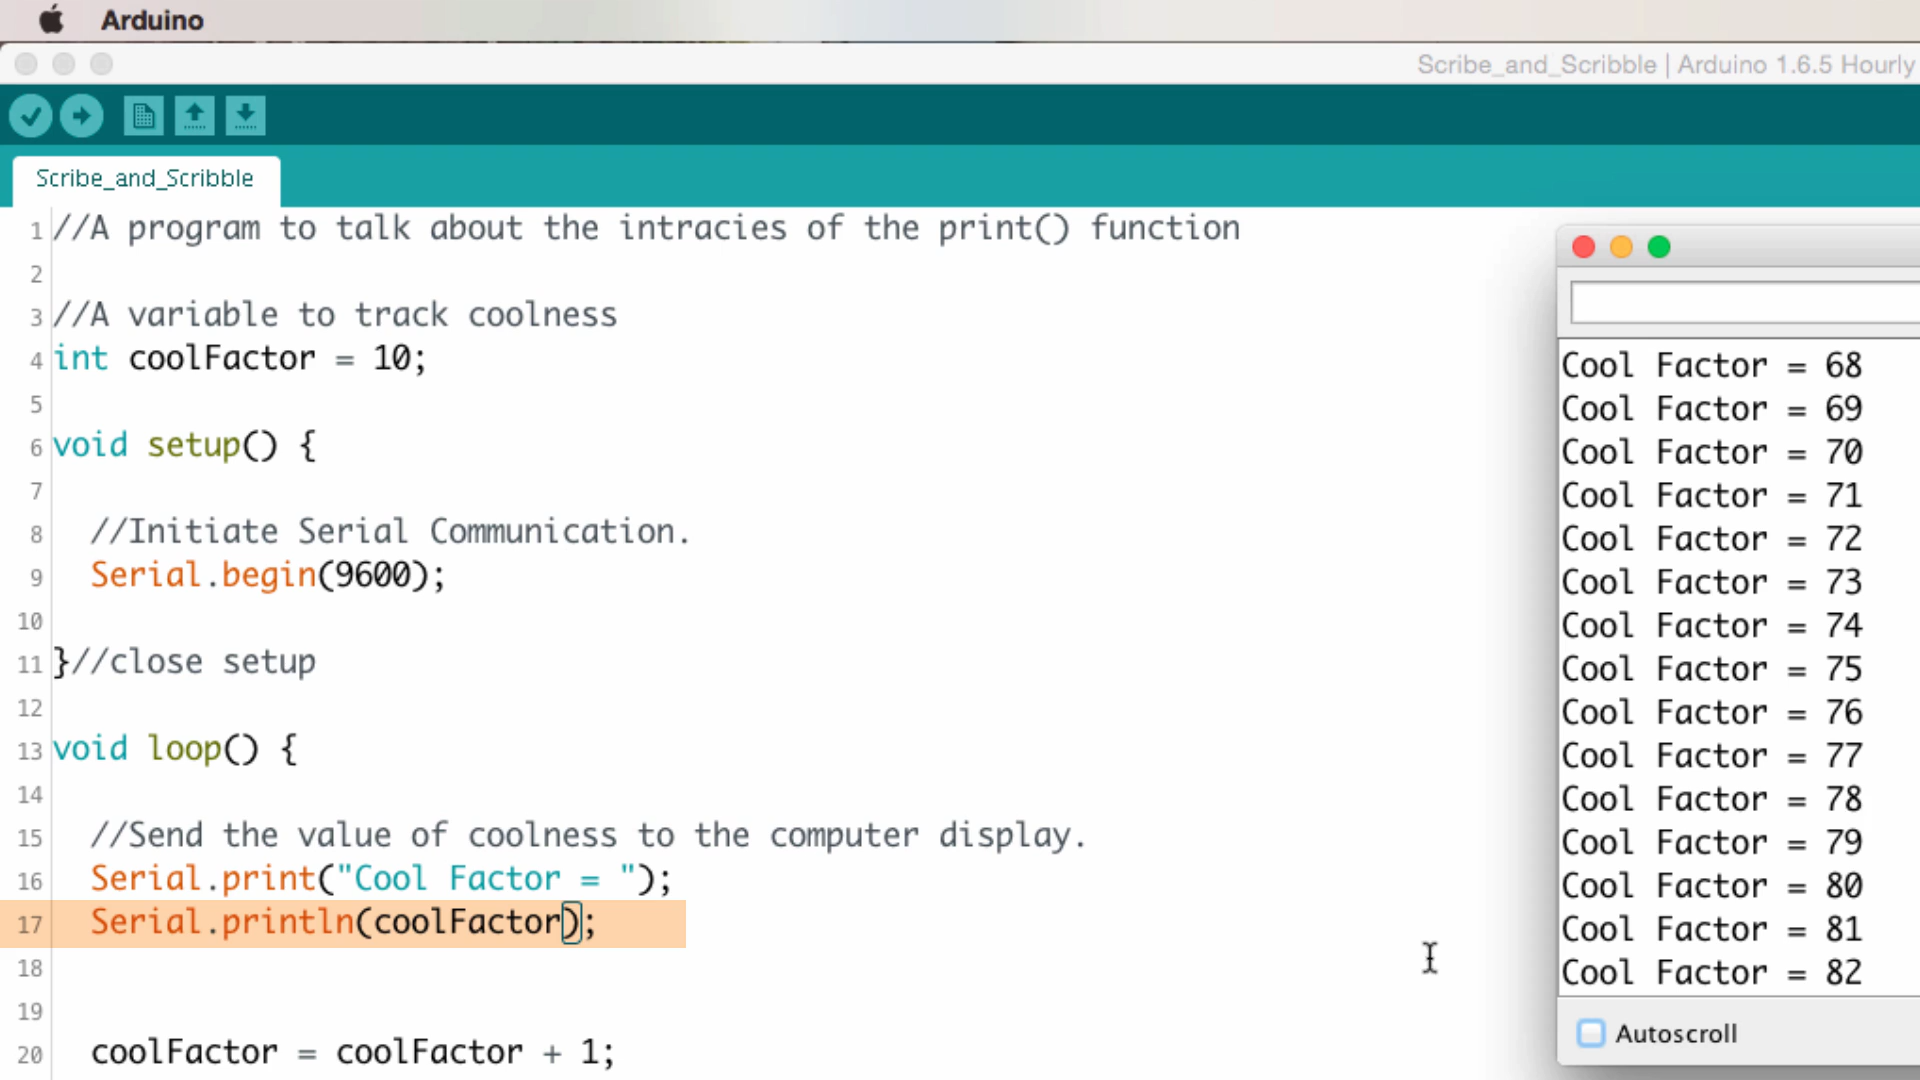 Arduino
Scribe_and_Scribble | Arduino 1.6.5 Hourly
Scribe_and_Scribble
1 //A program to talk about the intracies of the print() function
2
3 //A variable to track coolness
4 int coolFactor = 10;
5
6 void setup() {
7
8 //Initiate Serial Communication.
9 Serial.begin(9600);
10
11 }//close setup
12
13 void loop() {
14
15 //Send the value of coolness to the computer display.
16 Serial.print("Cool Factor = ");
17 Serial.println(coolFactor);
18
19
20 coolFactor = coolFactor + 1;
Cool Factor = 68
Cool Factor = 69
Cool Factor = 70
Cool Factor = 71
Cool Factor = 72
Cool Factor = 73
Cool Factor = 74
Cool Factor = 75
Cool Factor = 76
Cool Factor = 77
Cool Factor = 78
Cool Factor = 79
Cool Factor = 80
Cool Factor = 81
Cool Factor = 82
Autoscroll